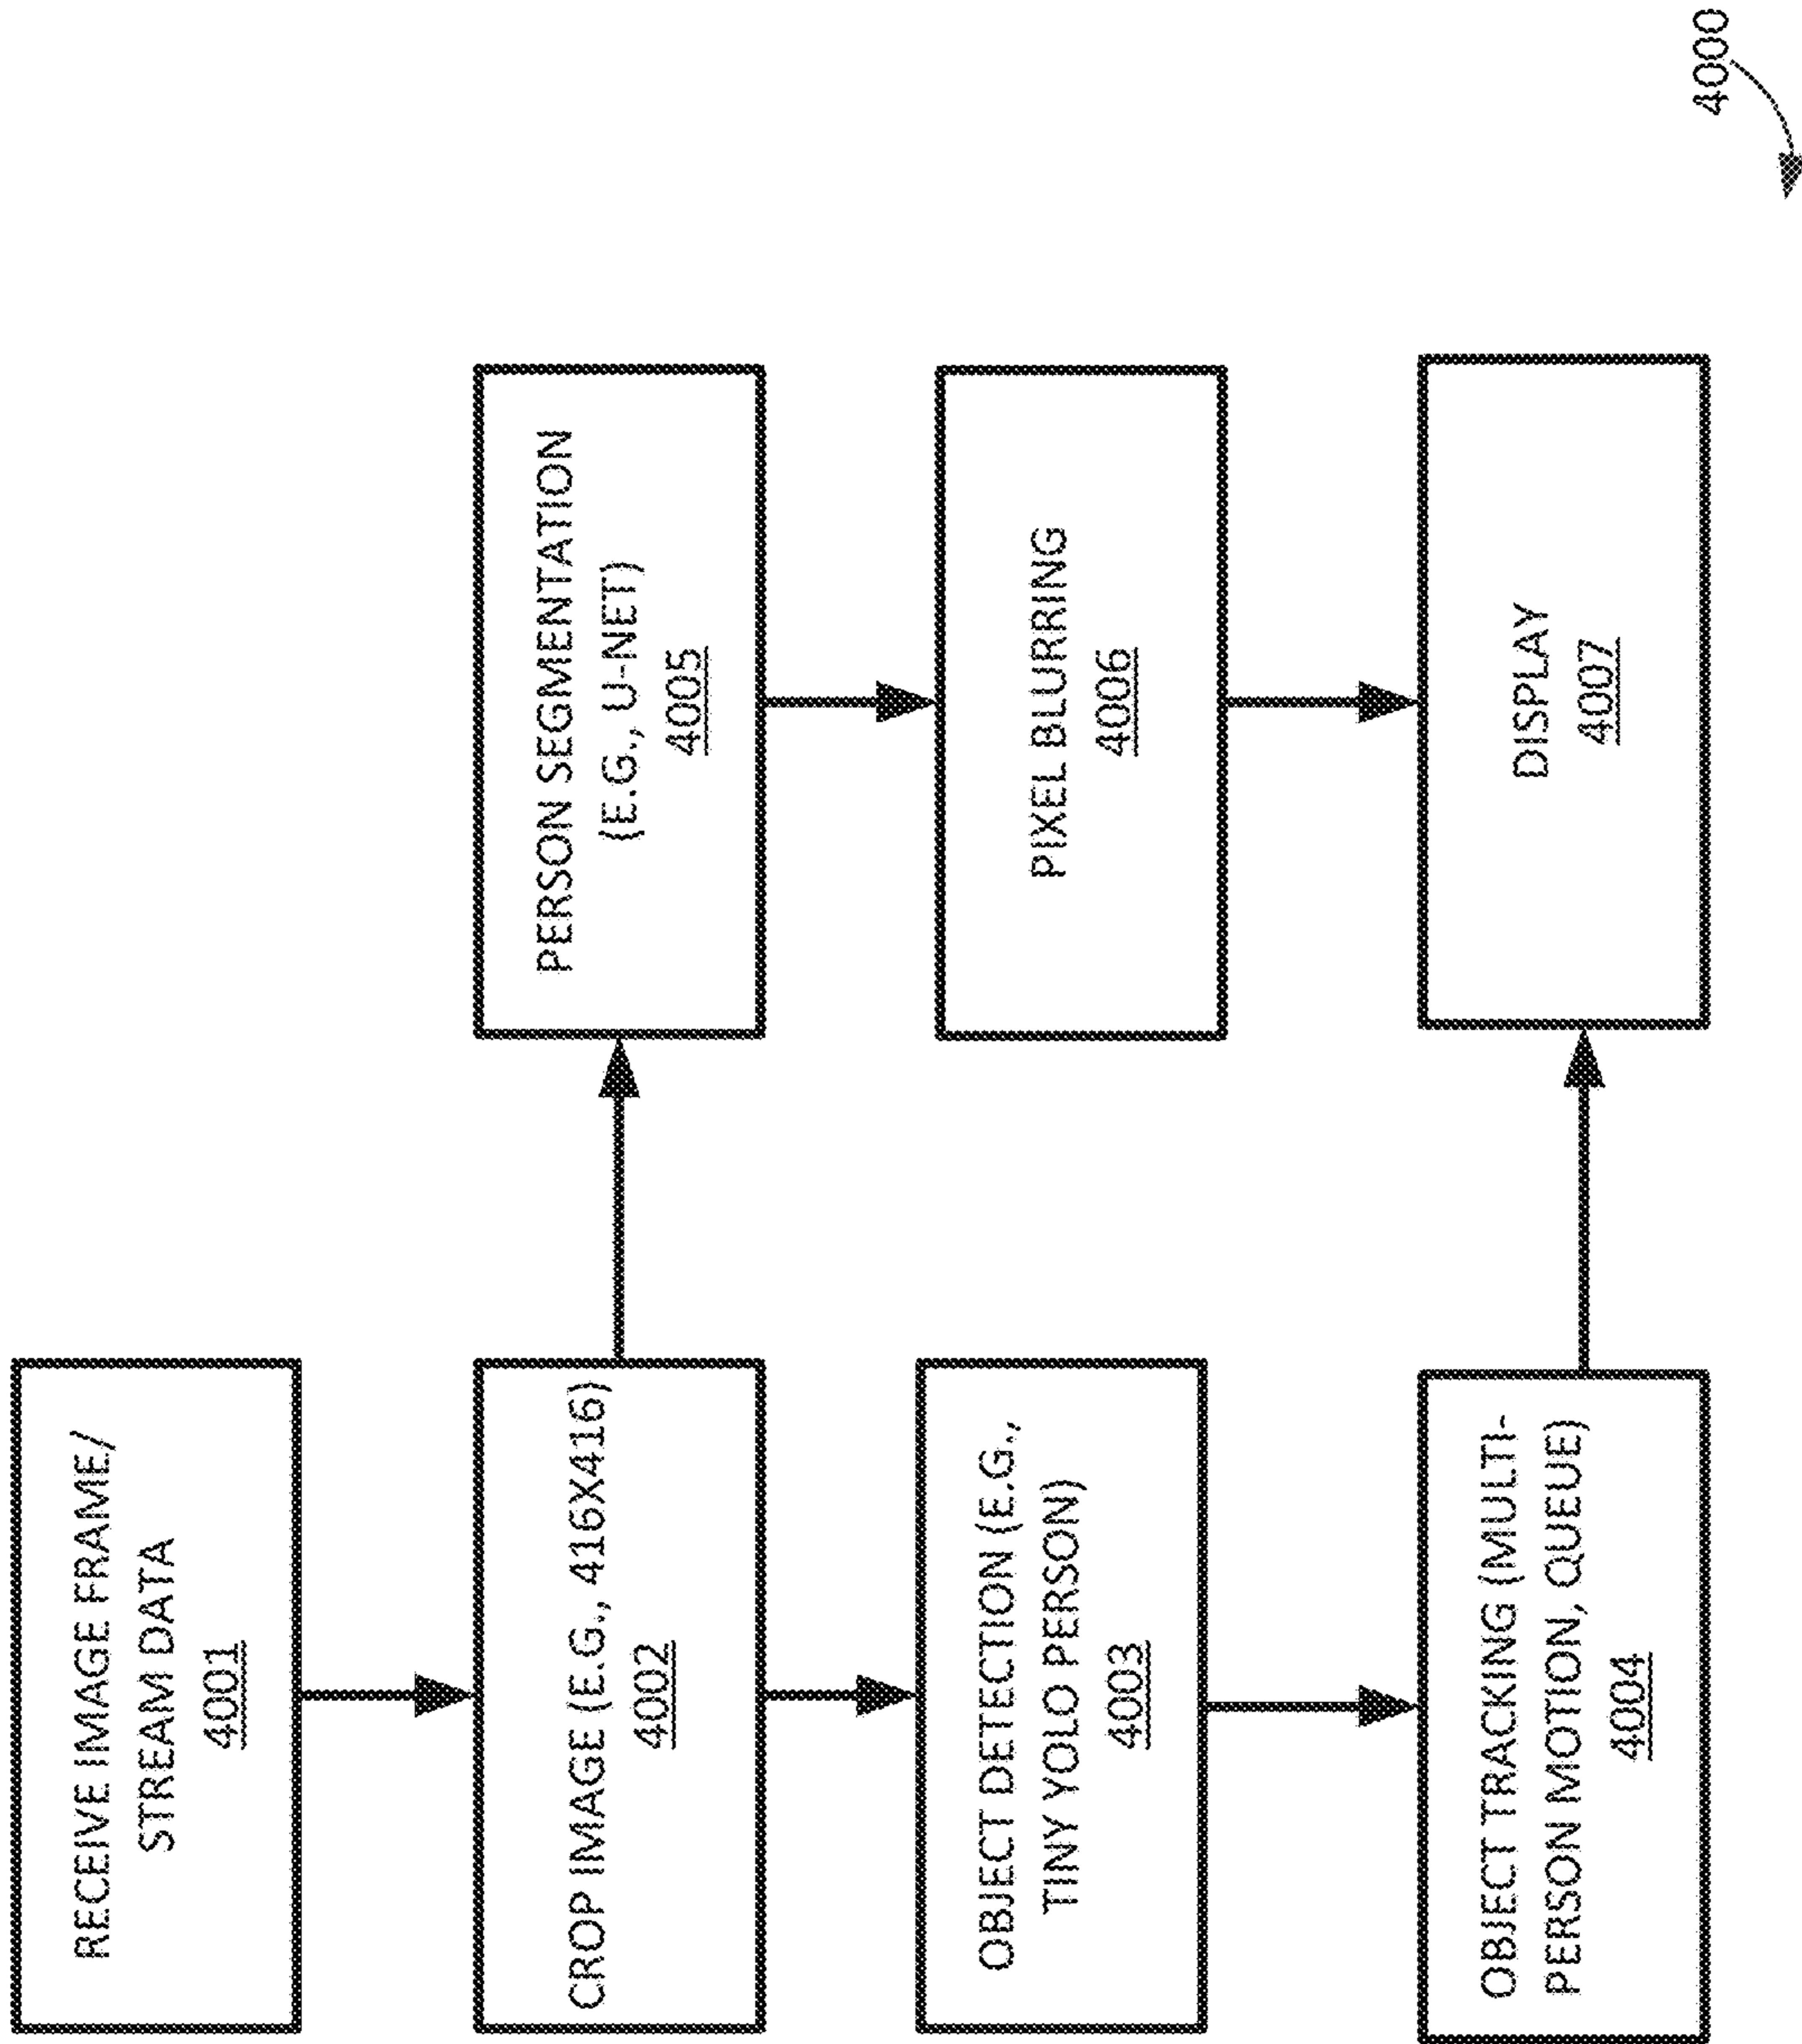 RECEIVE IMAGE FRAME/
STREAM DATA
4001
CROP IMAGE (E.G., 416X416)
4002
OBJECT DETECTION (E.G.,
TINY YOLO PERSON)
4003
OBJECT TRACKING (MULTI-
PERSON MOTION, QUEUE)
4004
PERSON SEGMENTATION
(E.G., U-NET)
4005
PIXEL BLURRING
4006
DISPLAY
4007
4000